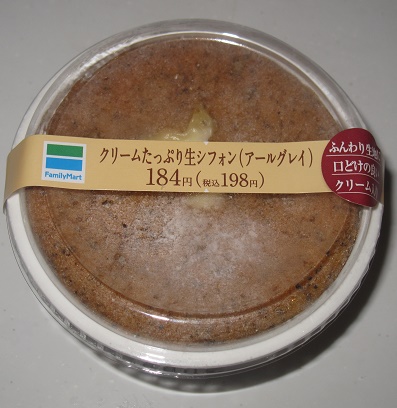 FamilyMart
クリームたっぷり生シフォン(アールグレイ)
184円(税込198円)
ふんわり生
口どけの良い
クリーム